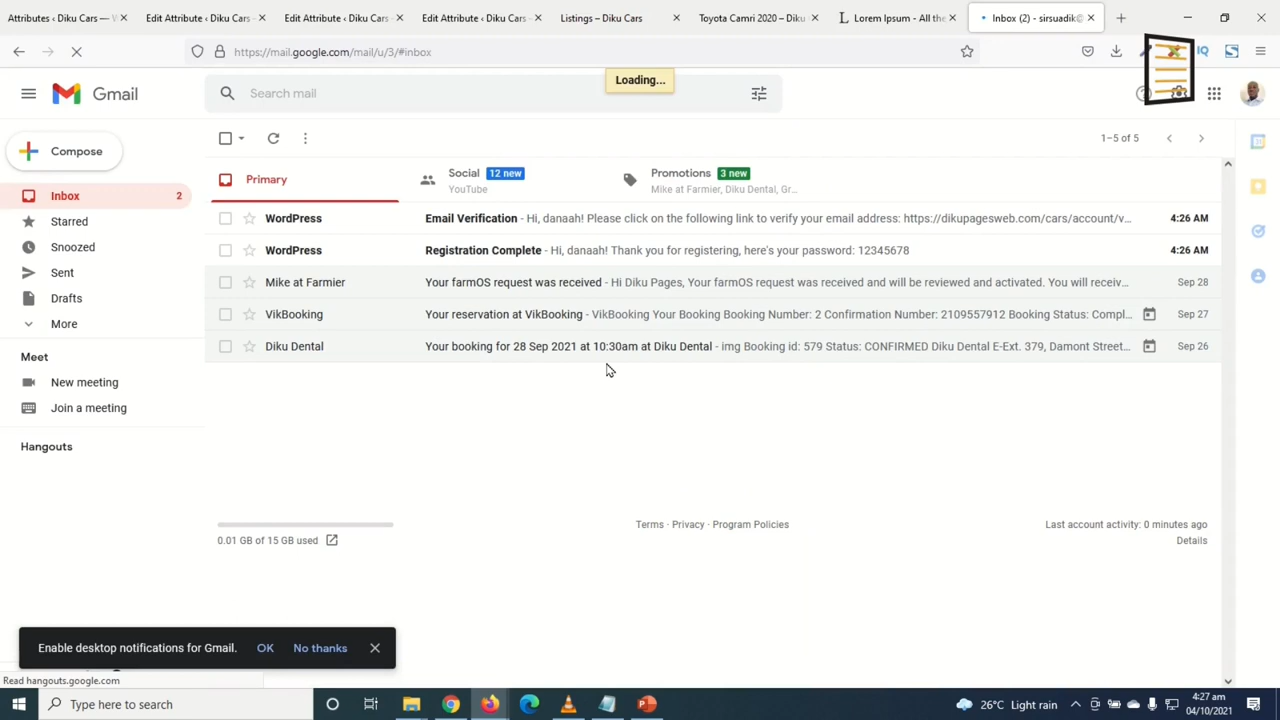 Attributes ‹ Diku Cars — W
Edit Attribute ‹ Diku Cars
Edit Attribute ‹ Diku Cars
Edit Attribute ‹ Diku Cars
Listings – Diku Cars
Toyota Camri 2020 – Diku
Lorem Ipsum - All the
Inbox (2) - sirsuadik@
https://mail.google.com/mail/u/3/#inbox
IQ
Loading...
Gmail
Search mail
Compose
1–5 of 5
Primary
Social 12 new
YouTube
Promotions 3 new
Mike at Farmier, Diku Dental, Gr...
Inbox 2
Starred
Snoozed
Sent
Drafts
More
WordPress Email Verification - Hi, danaah! Please click on the following link to verify your email address: https://dikupagesweb.com/cars/account/v... 4:26 AM
WordPress Registration Complete - Hi, danaah! Thank you for registering, here's your password: 12345678 4:26 AM
Mike at Farmier Your farmOS request was received - Hi Diku Pages, Your farmOS request was received and will be reviewed and activated. You will receiv... Sep 28
VikBooking Your reservation at VikBooking - VikBooking Your Booking Booking Number: 2 Confirmation Number: 2109557912 Booking Status: Compl... Sep 27
Diku Dental Your booking for 28 Sep 2021 at 10:30am at Diku Dental - img Booking id: 579 Status: CONFIRMED Diku Dental E-Ext. 379, Damont Street... Sep 26
Meet
New meeting
Join a meeting
Hangouts
0.01 GB of 15 GB used
Terms · Privacy · Program Policies
Last account activity: 0 minutes ago
Details
Enable desktop notifications for Gmail. OK No thanks
Read hangouts.google.com
Type here to search
26°C Light rain
4:27 am
04/10/2021